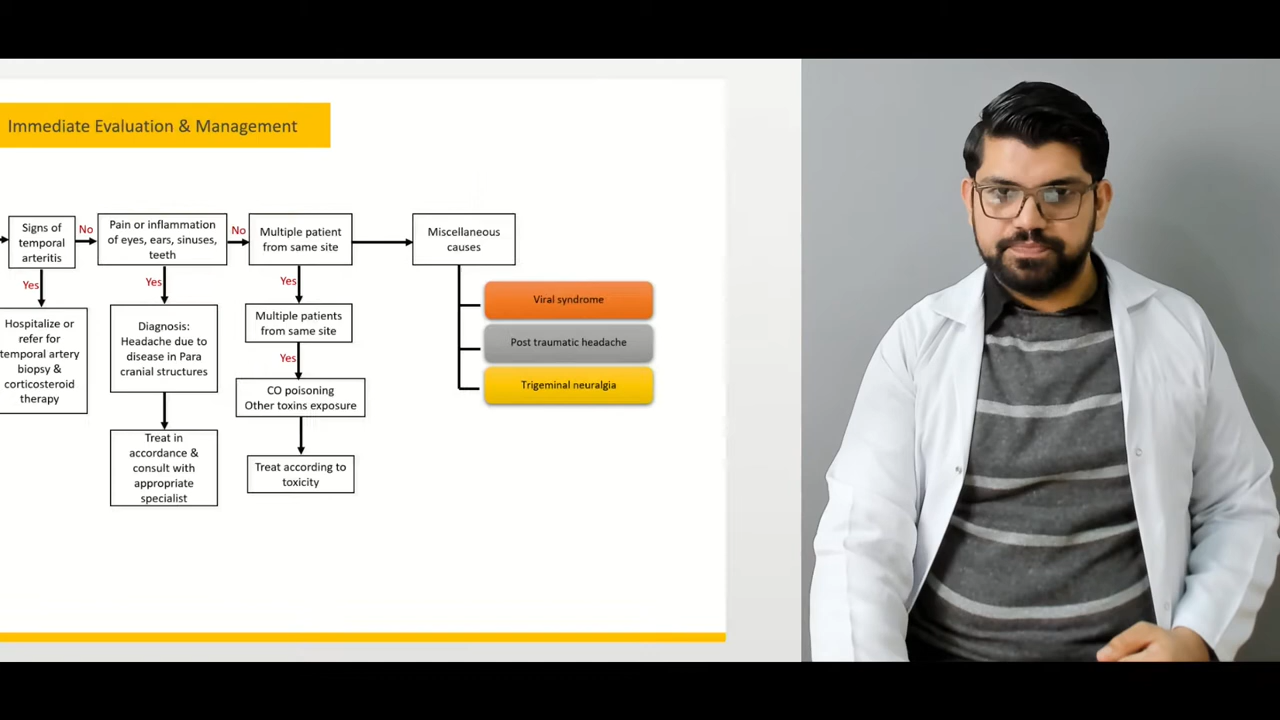 Immediate Evaluation & Management
Signs of
temporal
arteritis
No
Pain or inflammation
of eyes, ears, sinuses,
teeth
No
Multiple patient
from same site
Miscellaneous
causes
Yes
Yes
Yes
Hospitalize or
refer for
temporal artery
biopsy &
corticosteroid
therapy
Diagnosis:
Headache due to
disease in Para
cranial structures
Multiple patients
from same site
Yes
CO poisoning
Other toxins exposure
Treat in
accordance &
consult with
appropriate
specialist
Treat according to
toxicity
Viral syndrome
Post traumatic headache
Trigeminal neuralgia